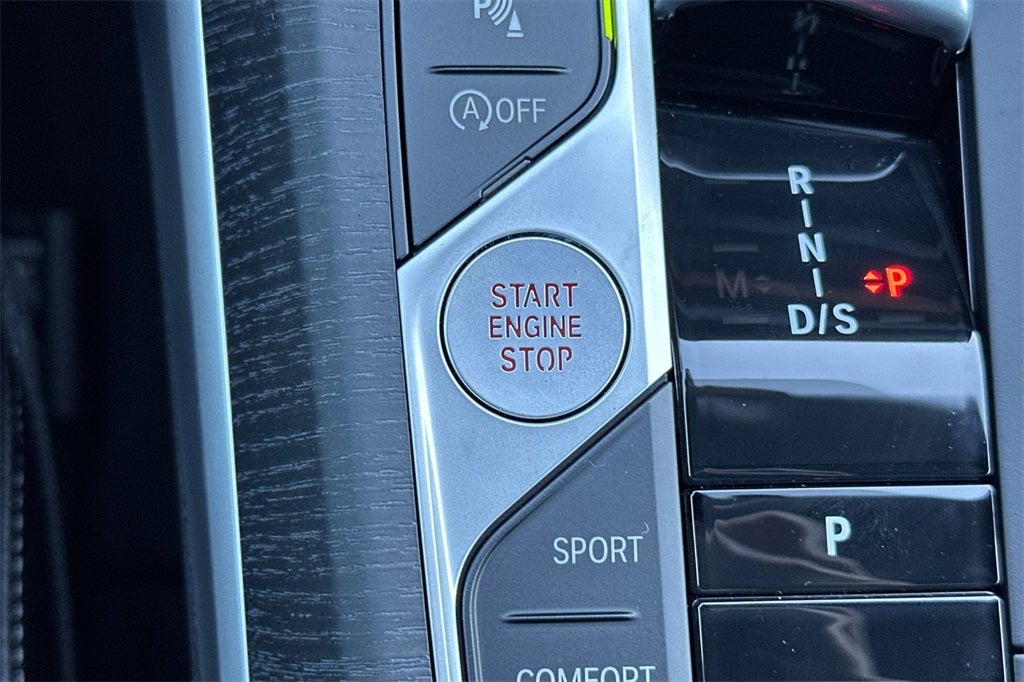 P
A OFF
START
ENGINE
STOP
R
N
M
P
D/S
P
SPORT
COMFORT